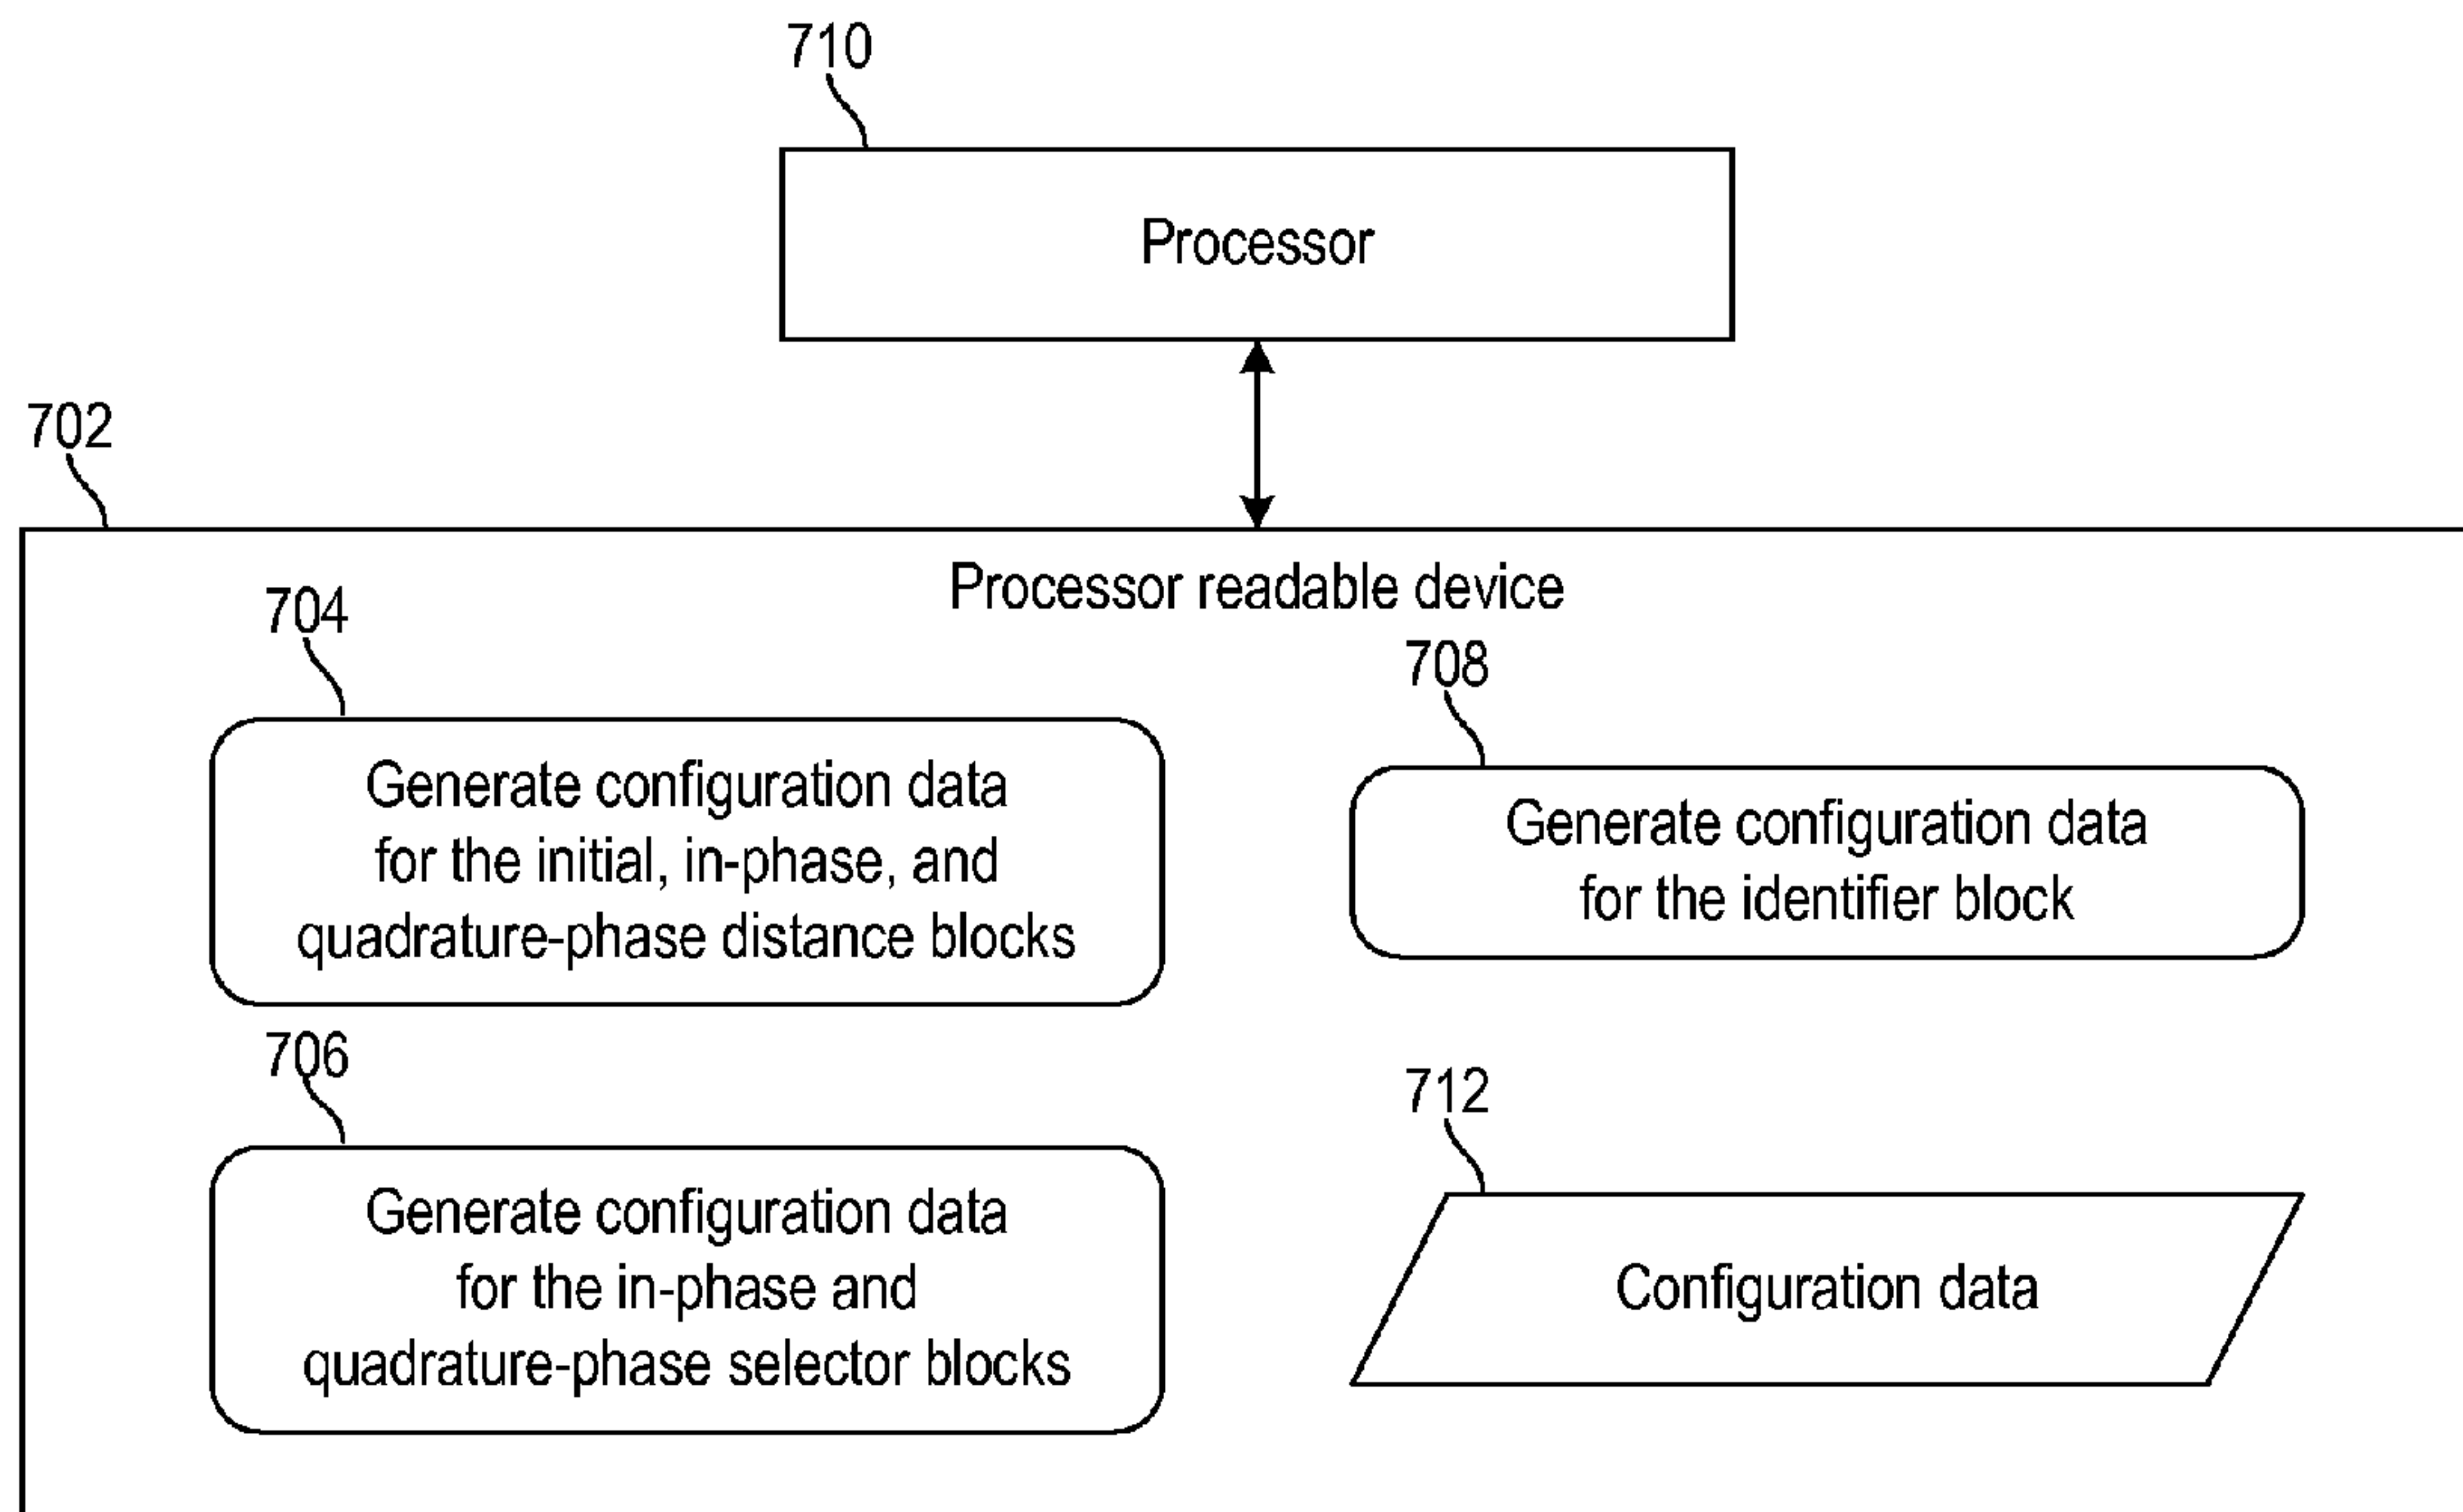 710
Processor
702
Processor readable device
704
Generate configuration data
for the initial, in-phase, and
quadrature-phase distance blocks
708
Generate configuration data
for the identifier block
706
Generate configuration data
for the in-phase and
quadrature-phase selector blocks
712
Configuration data